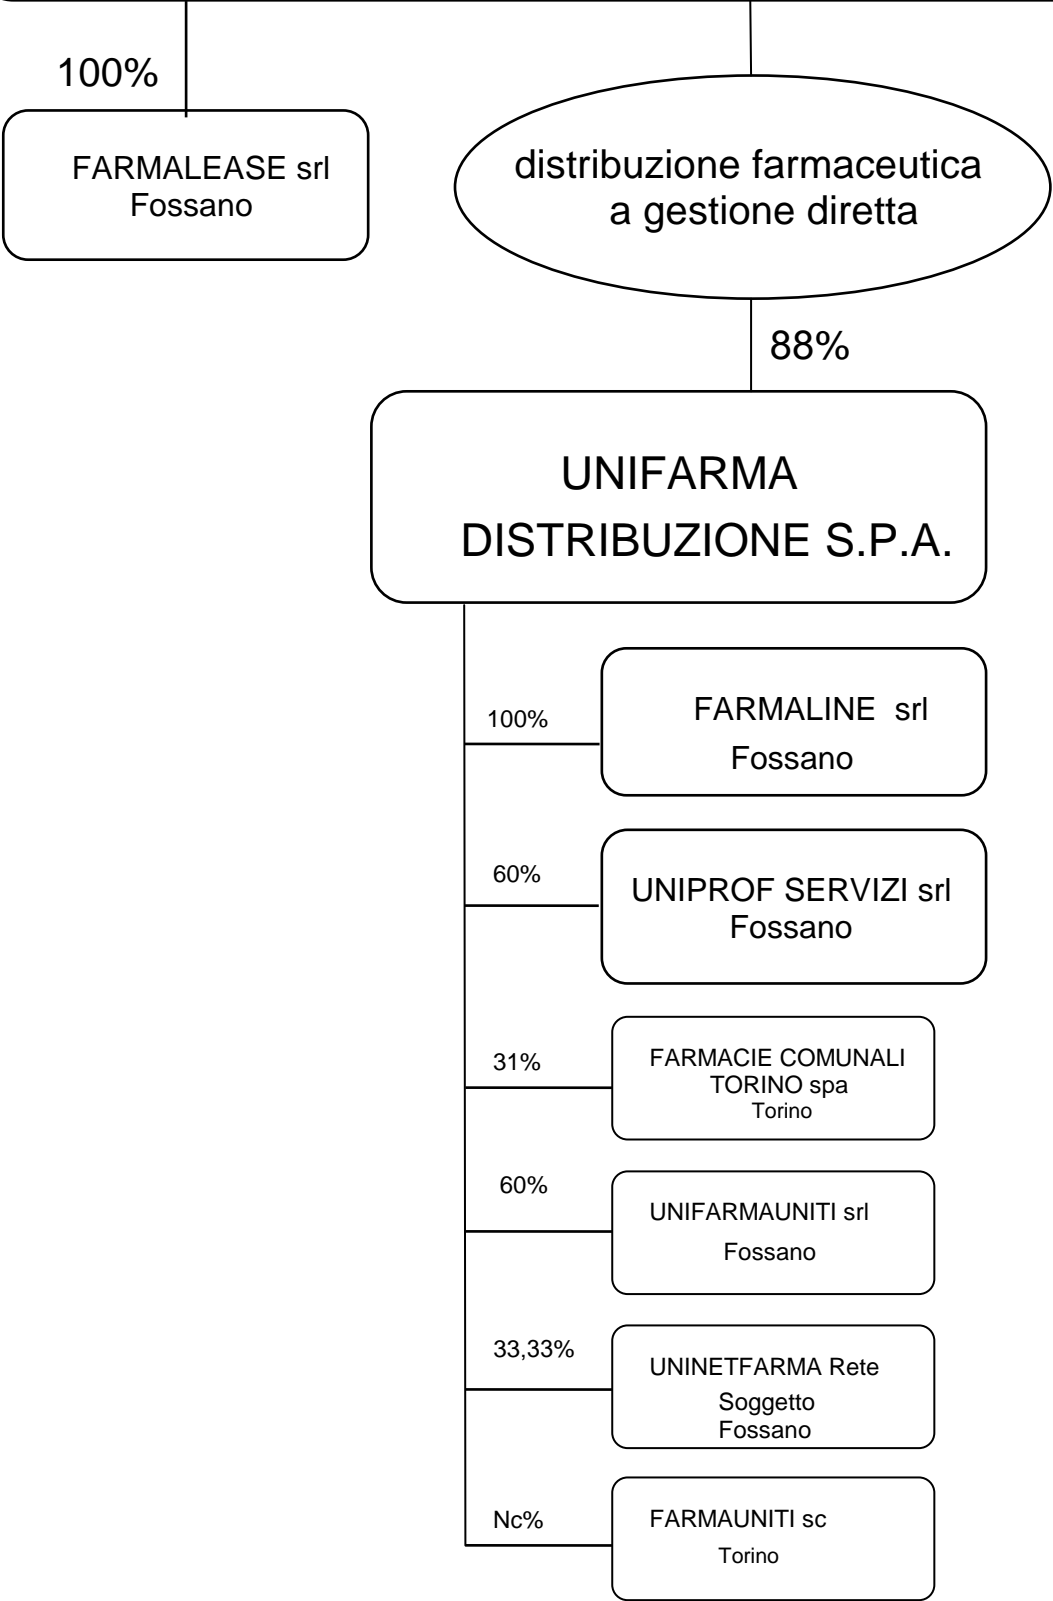 100%
FARMALEASE srl
Fossano
distribuzione farmaceutica
a gestione diretta
88%
UNIFARMA
DISTRIBUZIONE S.P.A.
100%
FARMALINE srl
Fossano
60%
UNIPROF SERVIZI srl
Fossano
31%
FARMACIE COMUNALI
TORINO spa
Torino
60%
UNIFARMAUNITI srl
Fossano
33,33%
UNINETFARMA Rete
Soggetto
Fossano
Nc%
FARMAUNITI sc
Torino